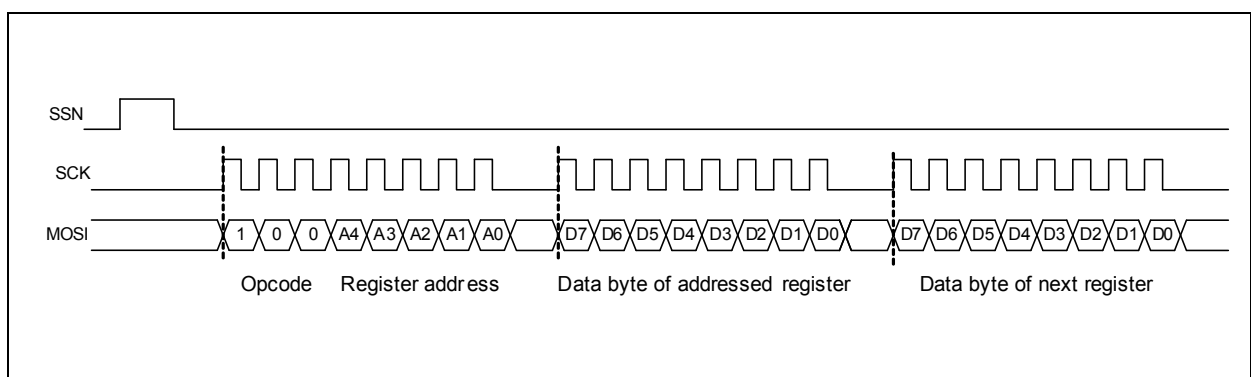 SSN
SCK
MOSI 1 0 0 A4 A3 A2 A1 A0 D7 D6 D5 D4 D3 D2 D1 D0 D7 D6 D5 D4 D3 D2 D1 D0
Opcode Register address Data byte of addressed register Data byte of next register